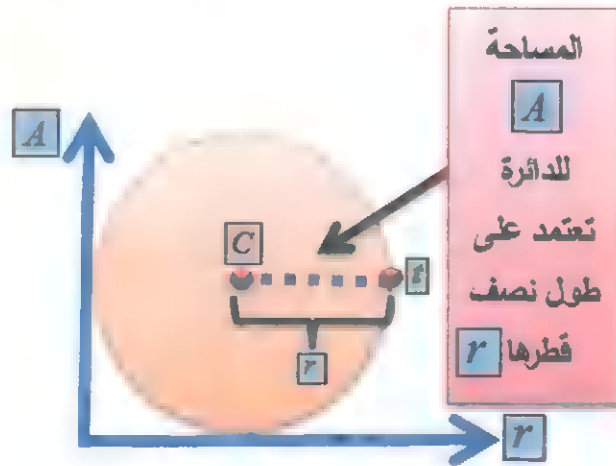 المساحة
A
للدائرة
تعتمد على
طول نصف
قطرها r
A
C
t
r
r